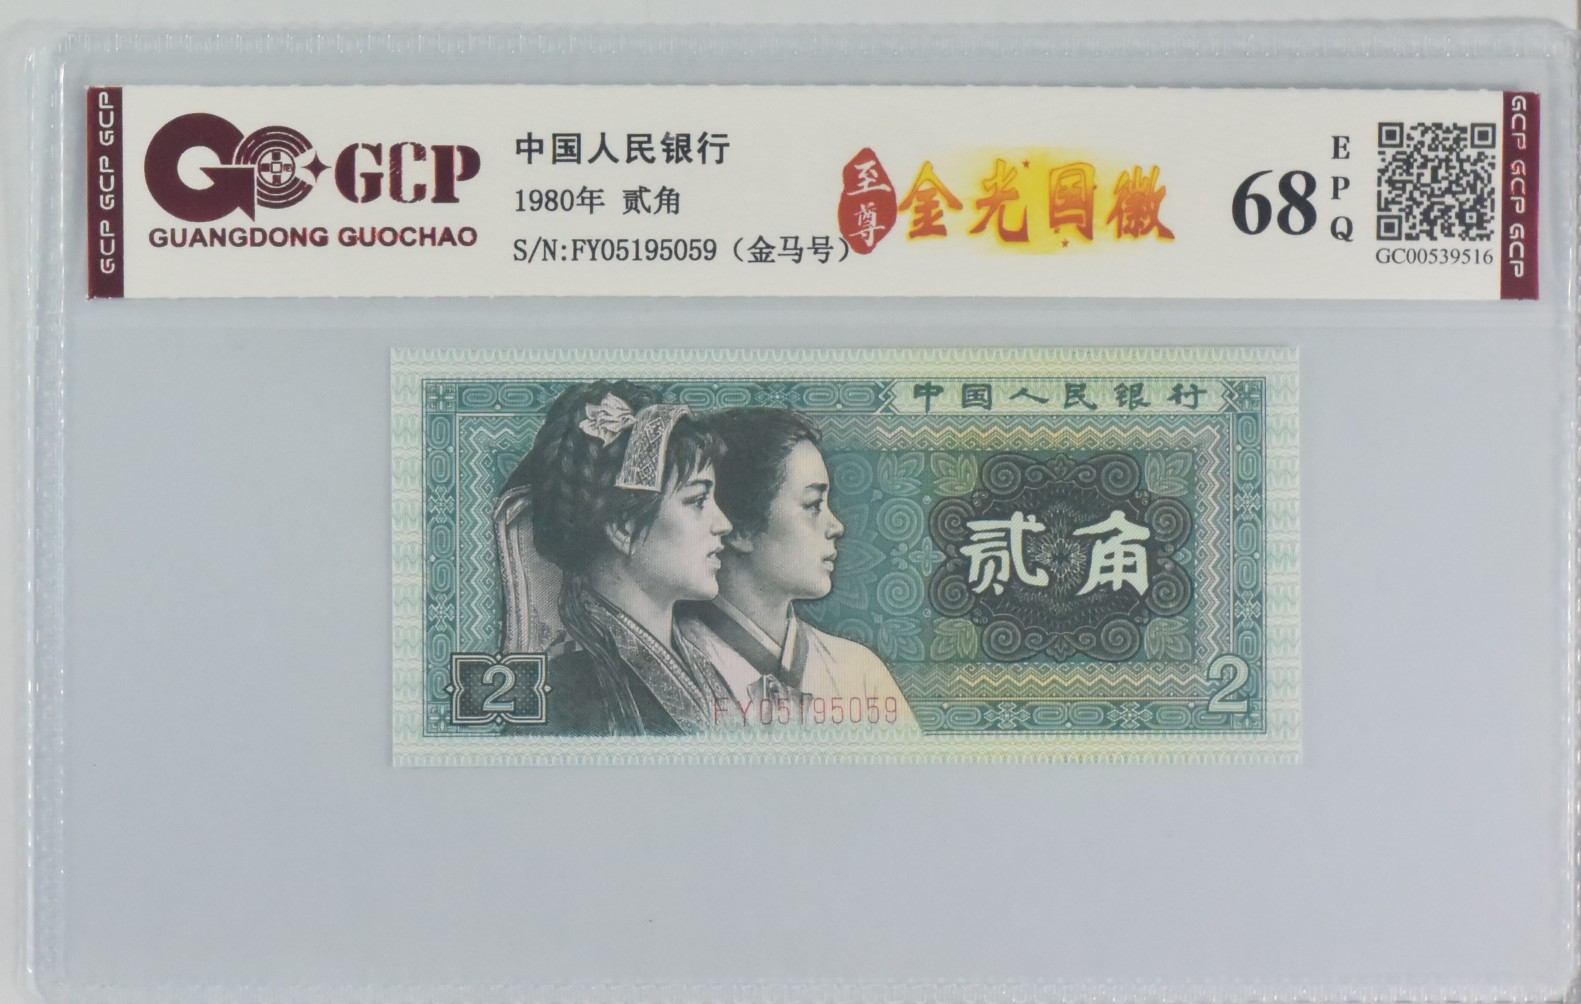 GCP GCP GCP
GCP
GUANGDONG GUOCHAO
中国人民银行
1980年 贰角
S/N:FY05195059（金马号）
至尊
金光国徽
68
EPQ
GC00539516
GCP GCP GCP
中国人民银行
贰角
2
2
FY05195059